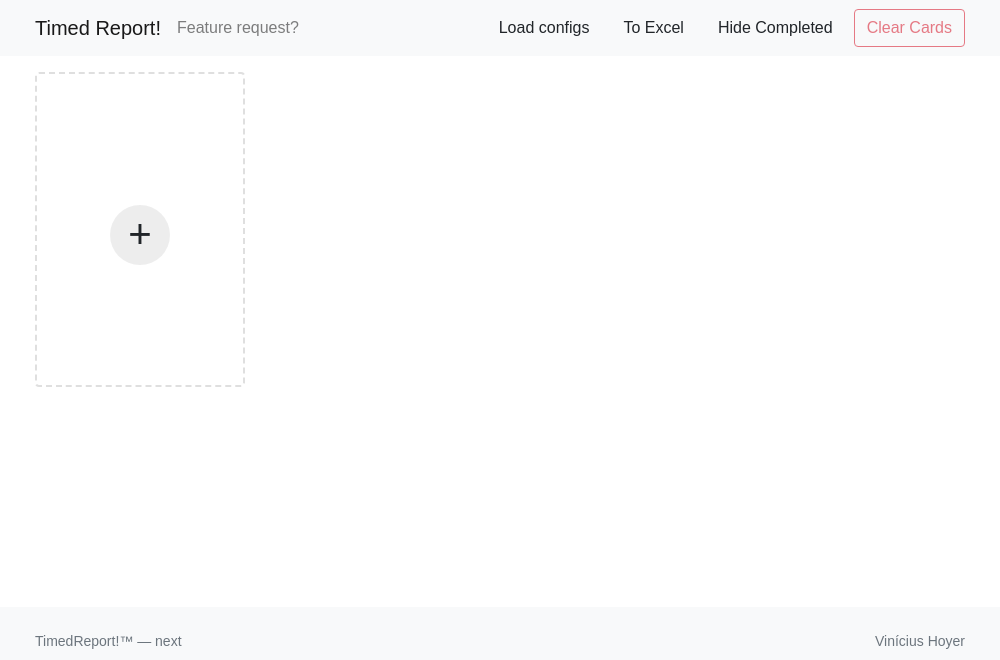 Timed Report! Feature request? Load configs To Excel Hide Completed Clear Cards
+
TimedReport!™ — next Vinícius Hoyer